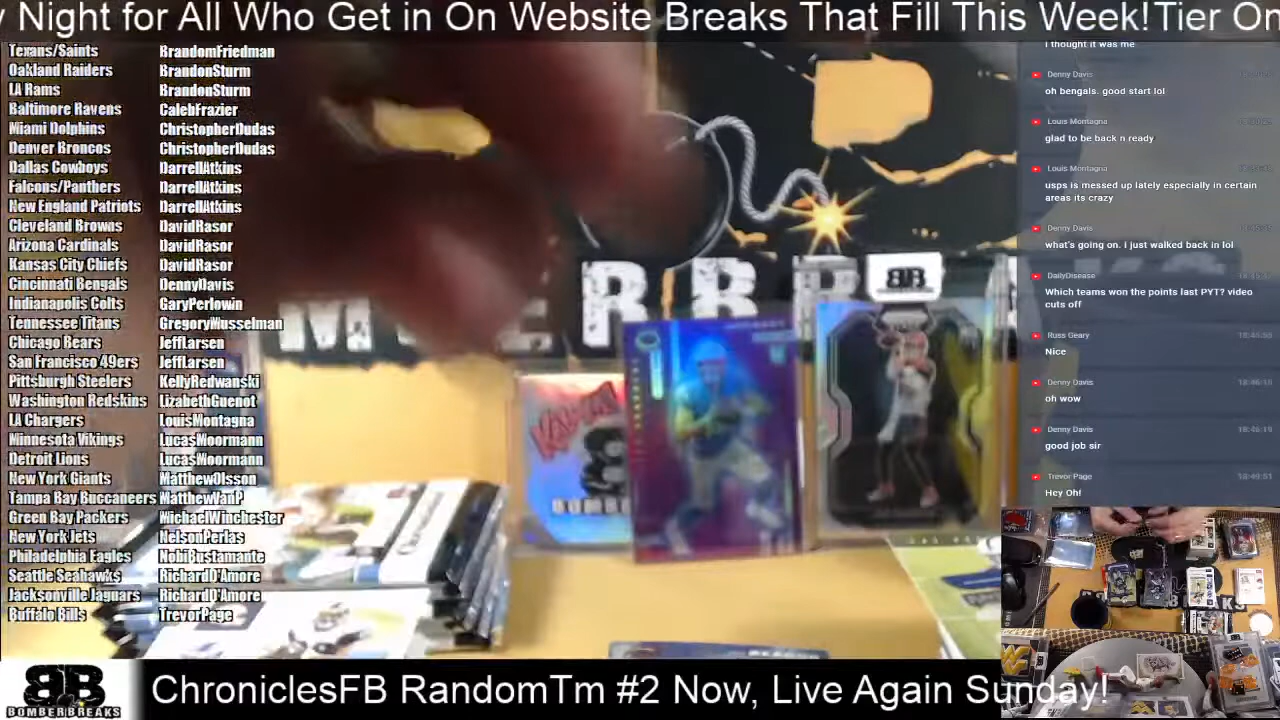 y Night for All Who Get in On Website Breaks That Fill This Week!Tier On
Texans/Saints BrandonFriedman
Oakland Raiders BrandonSturm
LA Rams BrandonSturm
Baltimore Ravens CalebFrazier
Miami Dolphins ChristopherDudas
Denver Broncos ChristopherDudas
Dallas Cowboys DarrellAtkins
Falcons/Panthers DarrellAtkins
New England Patriots DarrellAtkins
Cleveland Browns DavidRasor
Arizona Cardinals DavidRasor
Kansas City Chiefs DavidRasor
Cincinnati Bengals DennyDavis
Indianapolis Colts GaryPerlowin
Tennessee Titans GregoryMusselman
Chicago Bears JeffLarsen
San Francisco 49ers JeffLarsen
Pittsburgh Steelers KellyRedwanski
Washington Redskins LizabethGuenot
LA Chargers LouisMontagna
Minnesota Vikings LucasMoormann
Detroit Lions LucasMoormann
New York Giants MatthewOlsson
Tampa Bay Buccaneers MatthewVanP
Green Bay Packers MichaelWinchester
New York Jets NelsonPerlas
Philadelphia Eagles NobiBustamante
Seattle Seahawks RichardD'Amore
Jacksonville Jaguars RichardD'Amore
Buffalo Bills TrevorPage
i thought it was me
Denny Davis
oh bengals. good start lol
Louis Montagna
glad to be back n ready
Louis Montagna
usps is messed up lately especially in certain
areas its crazy
Denny Davis
what's going on. i just walked back in lol
DailyDisease
Which teams won the points last PYT? video
cuts off
Russ Geary
Nice
Denny Davis
oh wow
Denny Davis
good job sir
Trevor Page
Hey Oh!
BB
KABOOM
BOMBE
BB
BOMBERBREAKS
ChroniclesFB RandomTm #2 Now, Live Again Sunday!